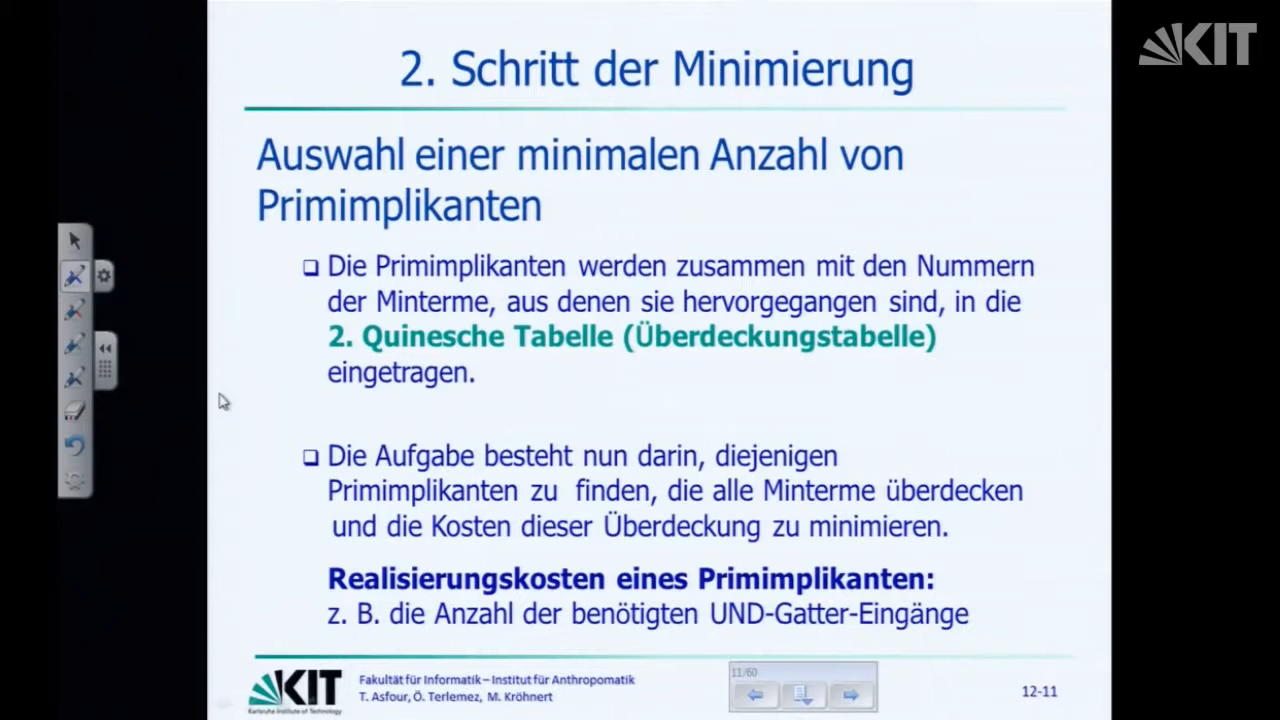 KIT
2. Schritt der Minimierung
Auswahl einer minimalen Anzahl von
Primimplikanten
Die Primimplikanten werden zusammen mit den Nummern
der Minterme, aus denen sie hervorgegangen sind, in die
2. Quinesche Tabelle (Überdeckungstabelle)
eingetragen.
Die Aufgabe besteht nun darin, diejenigen
Primimplikanten zu finden, die alle Minterme überdecken
und die Kosten dieser Überdeckung zu minimieren.
Realisierungskosten eines Primimplikanten:
z. B. die Anzahl der benötigten UND-Gatter-Eingänge
KIT
Karlsruhe Institute of Technology
Fakultät für Informatik – Institut für Anthropomatik
T. Asfour, Ö. Terlemez, M. Kröhnert
11/60
12-11